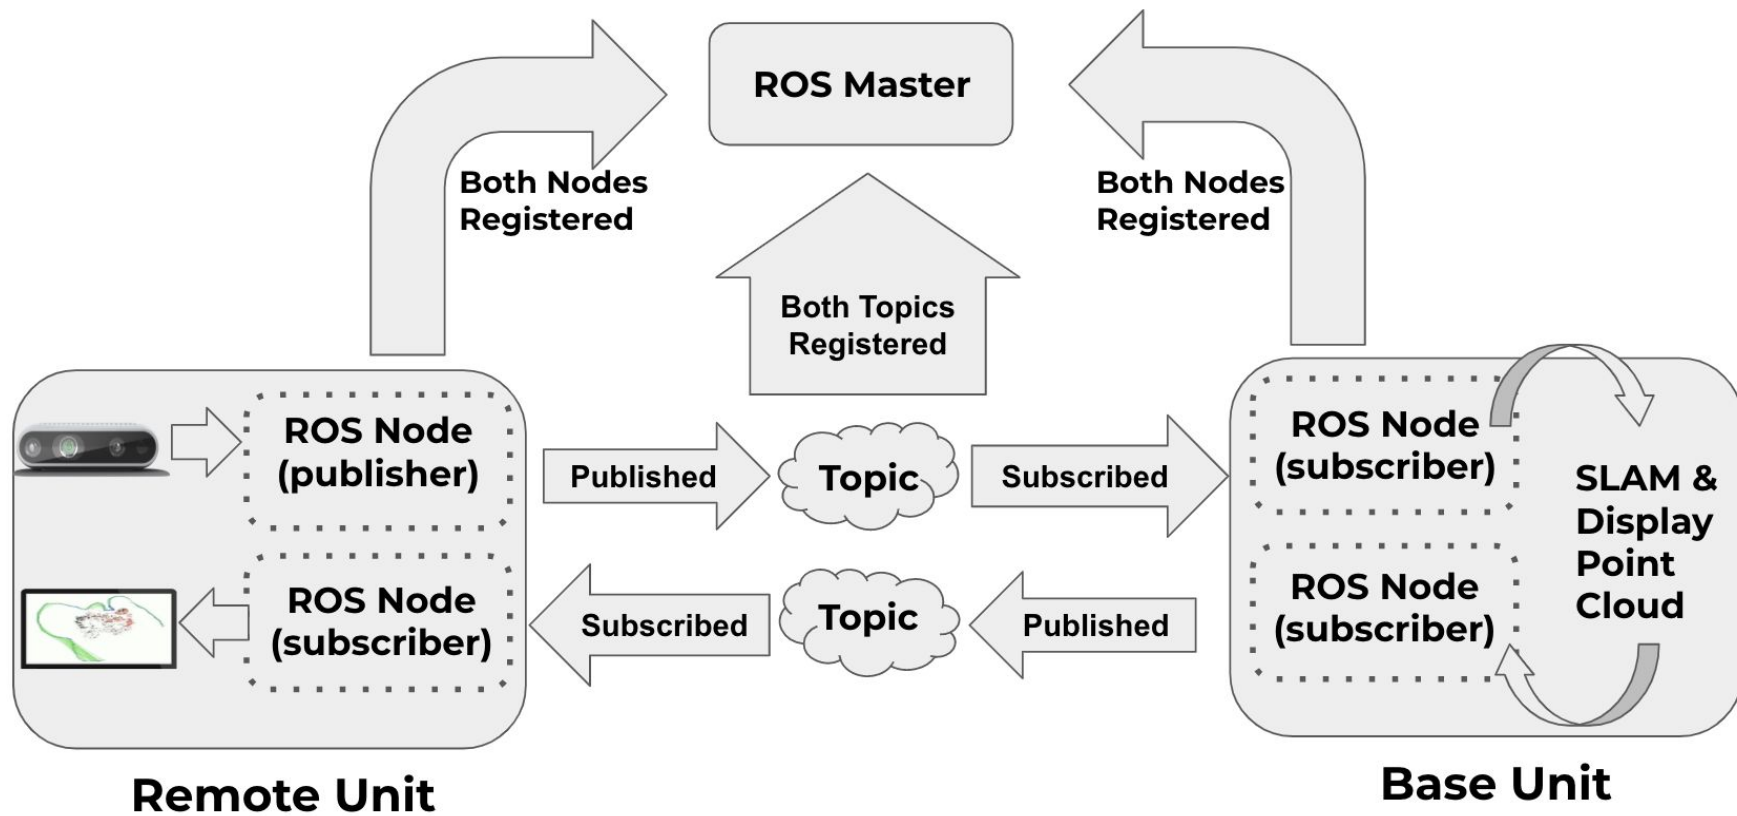 ROS Master
Both Nodes
Registered
Both Nodes
Registered
Both Topics
Registered
ROS Node
(publisher)
Published
Topic
Subscribed
ROS Node
(subscriber)
SLAM &
Display
Point
Cloud
ROS Node
(subscriber)
Subscribed
Topic
Published
ROS Node
(subscriber)
Remote Unit
Base Unit